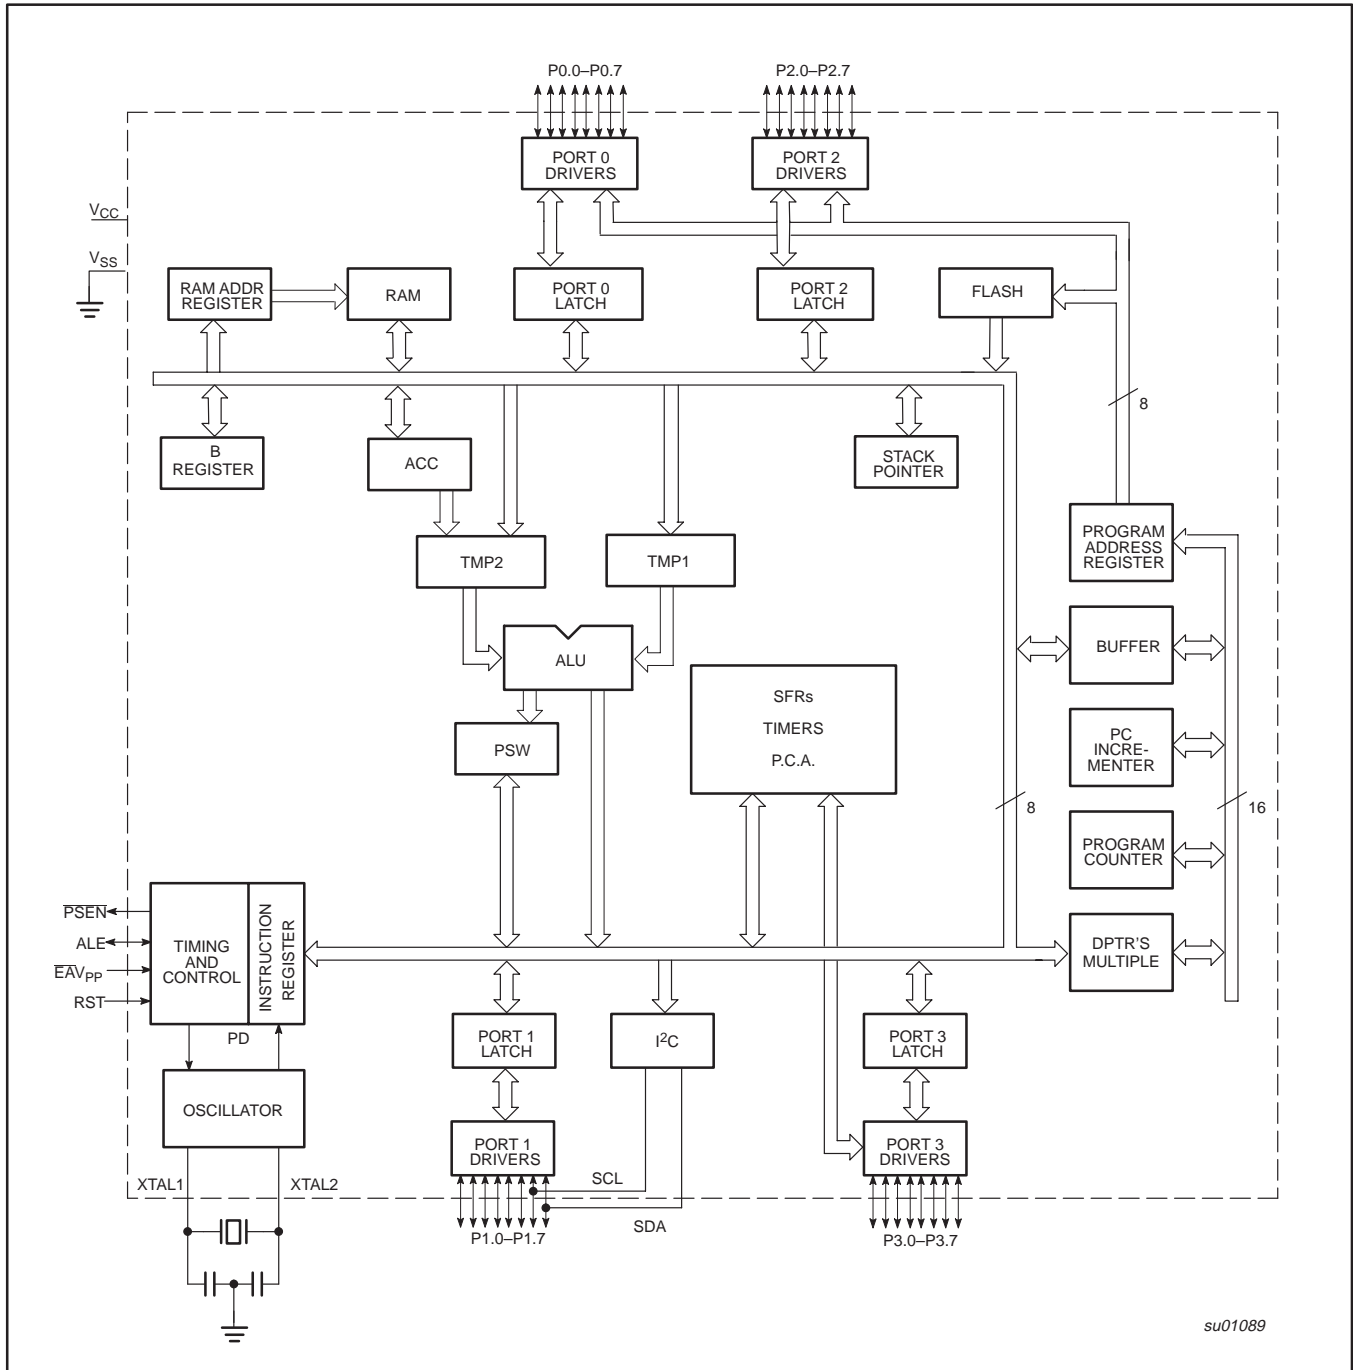 P0.0–P0.7
P2.0–P2.7
PORT 0
DRIVERS
PORT 2
DRIVERS
VCC
VSS
RAM ADDR
REGISTER
RAM
PORT 0
LATCH
PORT 2
LATCH
FLASH
8
B
REGISTER
ACC
STACK
POINTER
PROGRAM
ADDRESS
REGISTER
TMP2
TMP1
BUFFER
ALU
SFRs
TIMERS
P.C.A.
PSW
PC
INCRE-
MENTER
8
16
PROGRAM
COUNTER
PSEN
ALE
EAVPP
RST
TIMING
AND
CONTROL
INSTRUCTION
REGISTER
DPTR'S
MULTIPLE
PD
PORT 1
LATCH
I²C
PORT 3
LATCH
OSCILLATOR
PORT 1
DRIVERS
PORT 3
DRIVERS
XTAL1
XTAL2
SCL
SDA
P1.0–P1.7
P3.0–P3.7
su01089